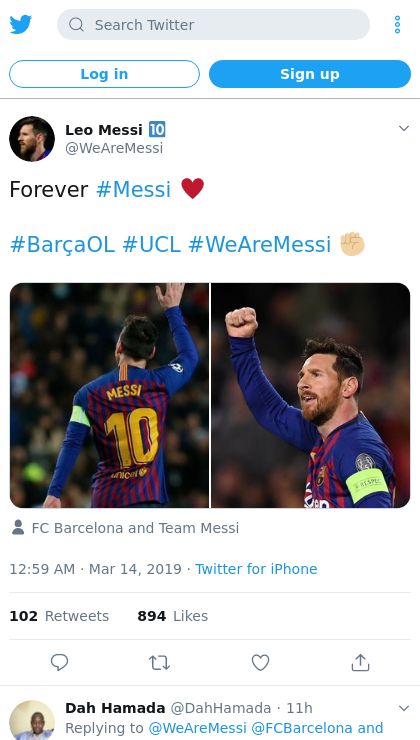 Search Twitter
Log in
Sign up
Leo Messi 🔟
@WeAreMessi
Forever #Messi ❤️
#BarçaOL #UCL #WeAreMessi ✊🏼
MESSI
10
unicef
RESPECT
FC Barcelona and Team Messi
12:59 AM · Mar 14, 2019 · Twitter for iPhone
102 Retweets 894 Likes
Dah Hamada @DahHamada · 11h
Replying to @WeAreMessi @FCBarcelona and